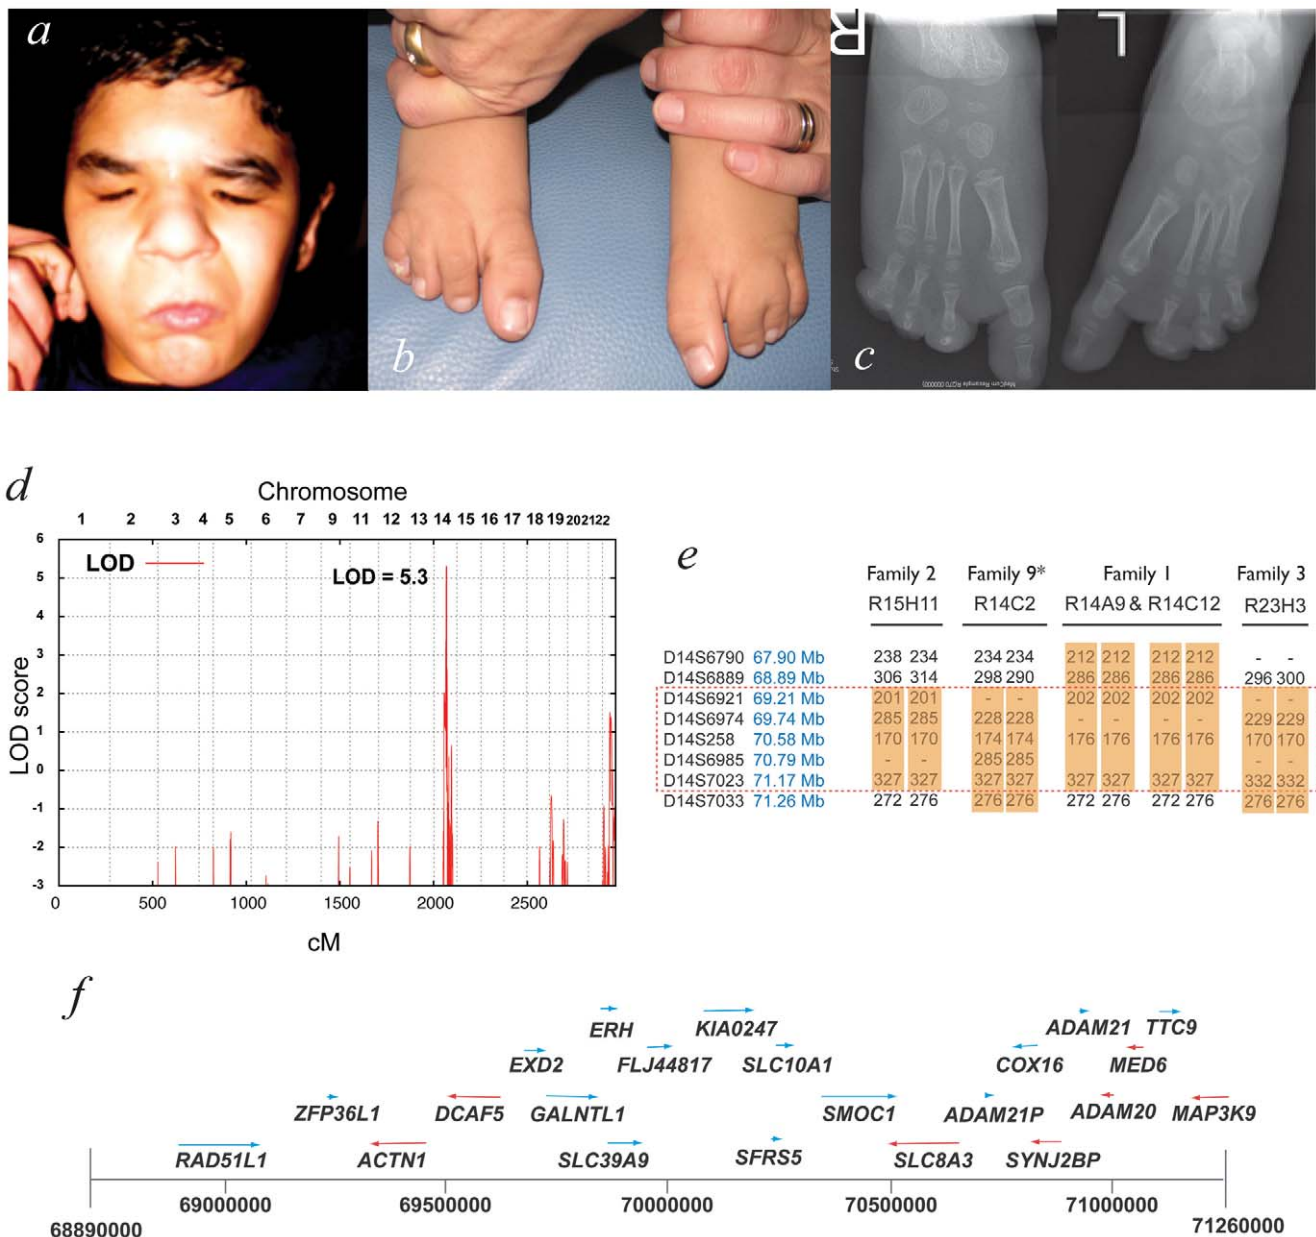 a
b
c
R
L
MedCom Resample RG270 000000)
d
Chromosome
1 2 3 4 5 6 7 9 11 12 13 14 15 16 17 18 19 20 21 22
6
LOD
LOD = 5.3
5
4
3
2
1
0
-1
-2
-3
LOD score
0 500 1000 1500 2000 2500
cM
e
Family 2 Family 9* Family 1 Family 3
R15H11 R14C2 R14A9 & R14C12 R23H3
D14S6790 67.90 Mb 238 234 234 234 212 212 212 212 - -
D14S6889 68.89 Mb 306 314 298 290 286 286 286 286 296 300
D14S6921 69.21 Mb 201 201 - - 202 202 202 202 - -
D14S6974 69.74 Mb 285 285 228 228 - - - - 229 229
D14S258 70.58 Mb 170 170 174 174 176 176 176 176 170 170
D14S6985 70.79 Mb - - 285 285 - - - - - -
D14S7023 71.17 Mb 327 327 327 327 327 327 327 327 332 332
D14S7033 71.26 Mb 272 276 276 276 272 276 272 276 276 276
f
ERH KIA0247 ADAM21 TTC9
EXD2 FLJ44817 SLC10A1 COX16 MED6
ZFP36L1 DCAF5 GALNTL1 SMOC1 ADAM21P ADAM20 MAP3K9
RAD51L1 ACTN1 SLC39A9 SFRS5 SLC8A3 SYNJ2BP
69000000 69500000 70000000 70500000 71000000
68890000 71260000